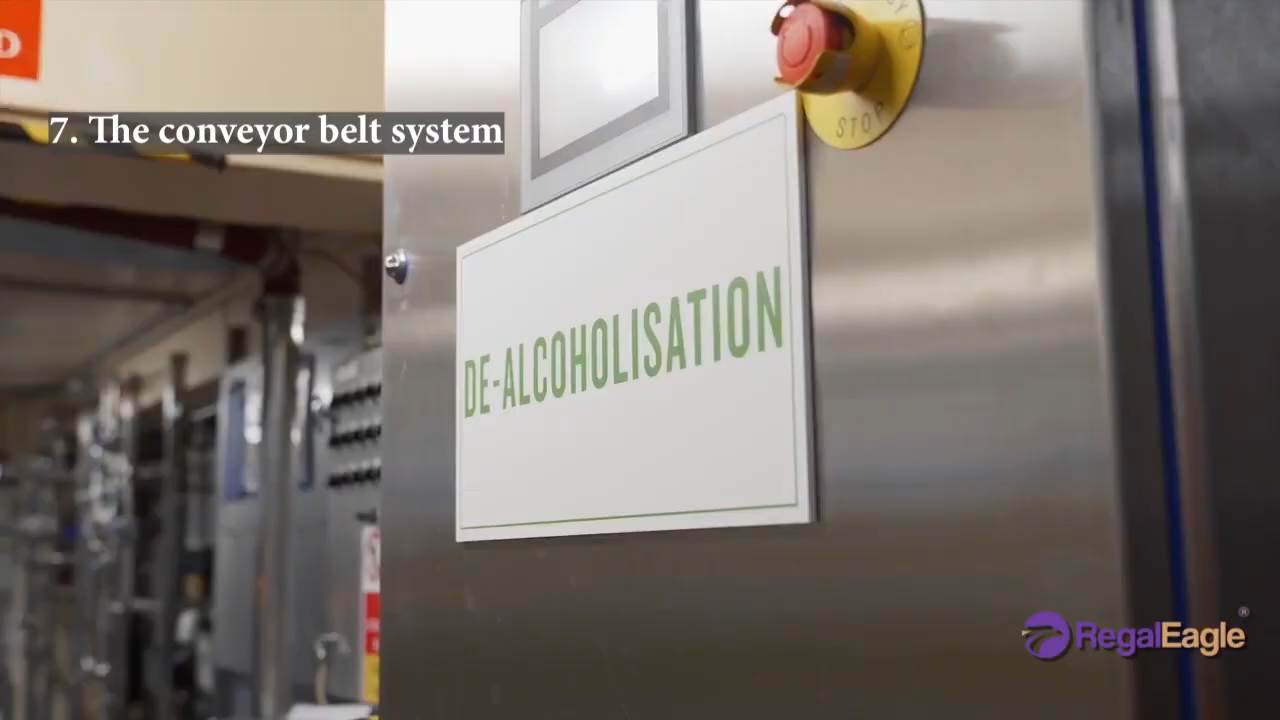 7. The conveyor belt system
STOP
DE-ALCOHOLISATION
RegalEagle®